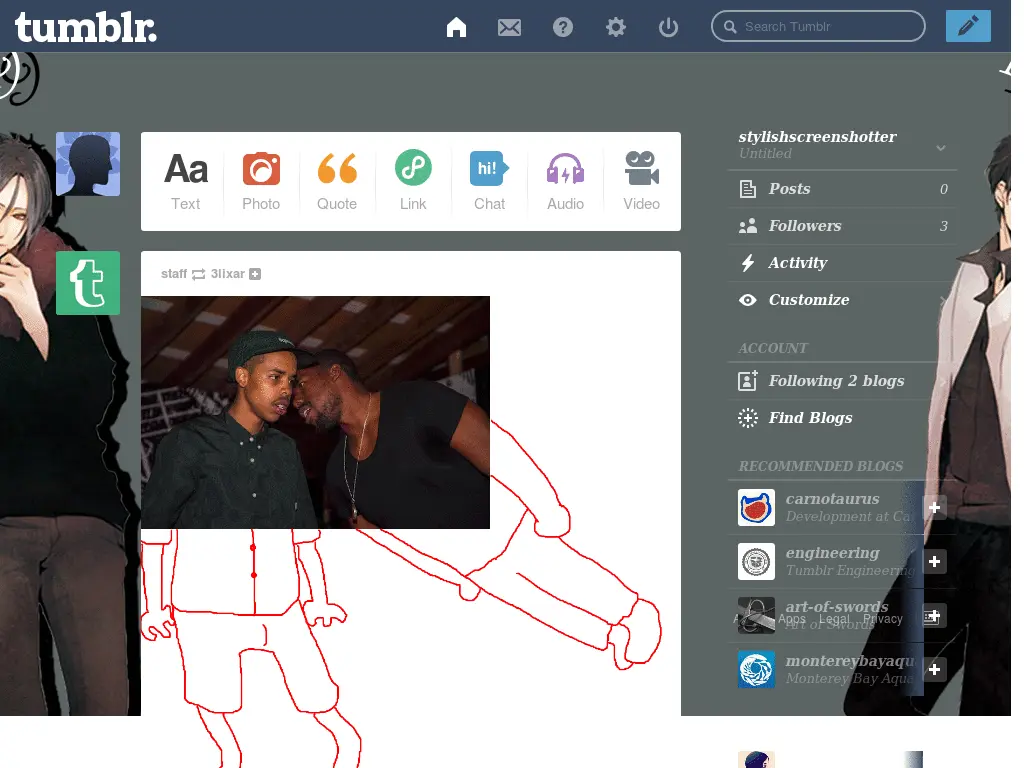 tumblr.
Search Tumblr
Aa
hi!
Text
Photo
Quote
Link
Chat
Audio
Video
staff 3lixar
stylishscreenshotter
Untitled
Posts 0
Followers 3
Activity
Customize
ACCOUNT
Following 2 blogs
Find Blogs
RECOMMENDED BLOGS
carnotaurus
Development at Ca
engineering
Tumblr Engineering
art-of-swords
Art of Swords
Apps Legal Privacy
montereybayaqu
Monterey Bay Aqua